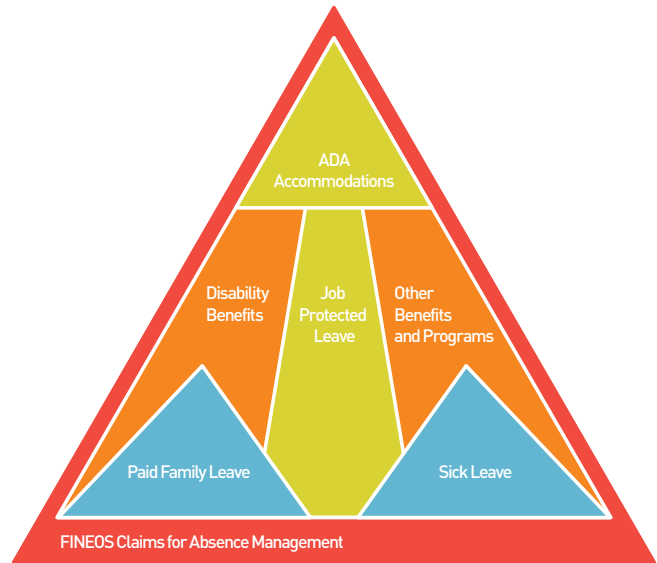 ADA
Accommodations
Disability
Benefits
Job
Protected
Leave
Other
Benefits
and Programs
Paid Family Leave
Sick Leave
FINEOS Claims for Absence Management